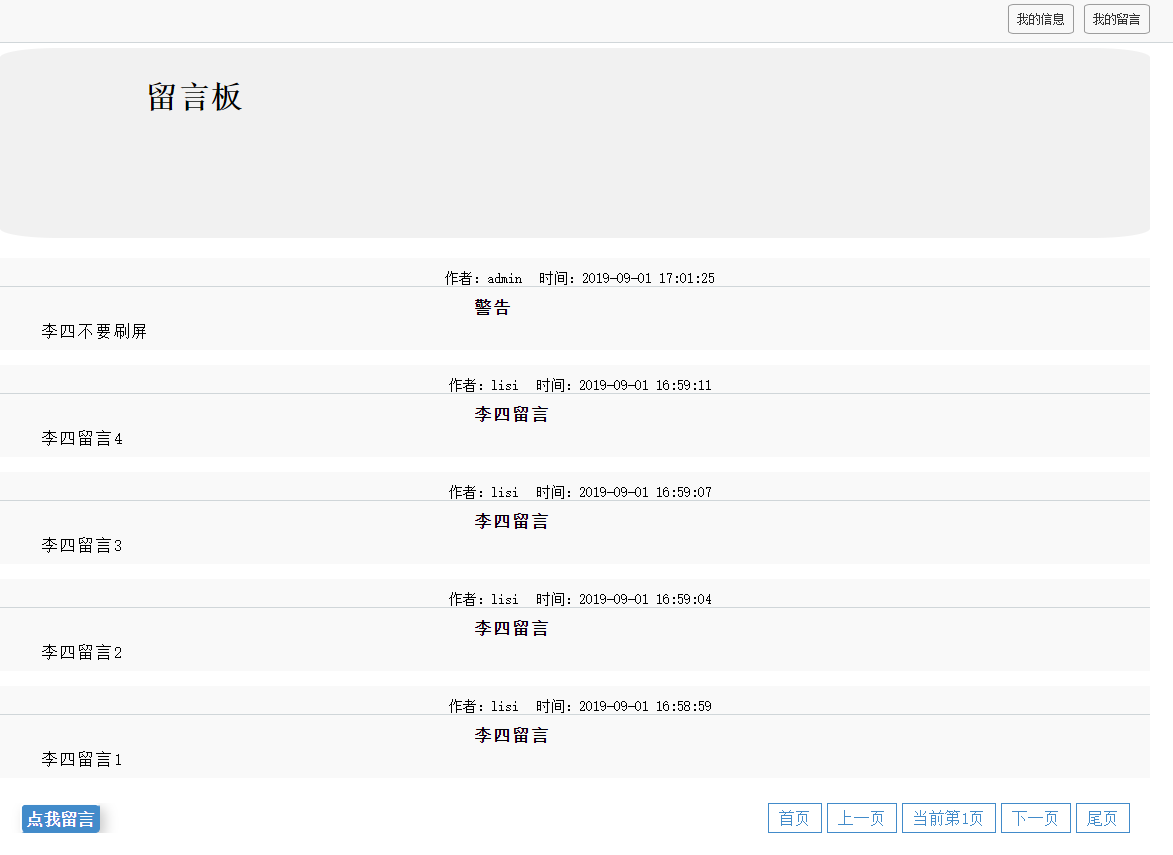 我的信息 我的留言
留言板
作者：admin 时间：2019-09-01 17:01:25
警告
李四不要刷屏
作者：lisi 时间：2019-09-01 16:59:11
李四留言
李四留言4
作者：lisi 时间：2019-09-01 16:59:07
李四留言
李四留言3
作者：lisi 时间：2019-09-01 16:59:04
李四留言
李四留言2
作者：lisi 时间：2019-09-01 16:58:59
李四留言
李四留言1
点我留言 首页 上一页 当前第1页 下一页 尾页